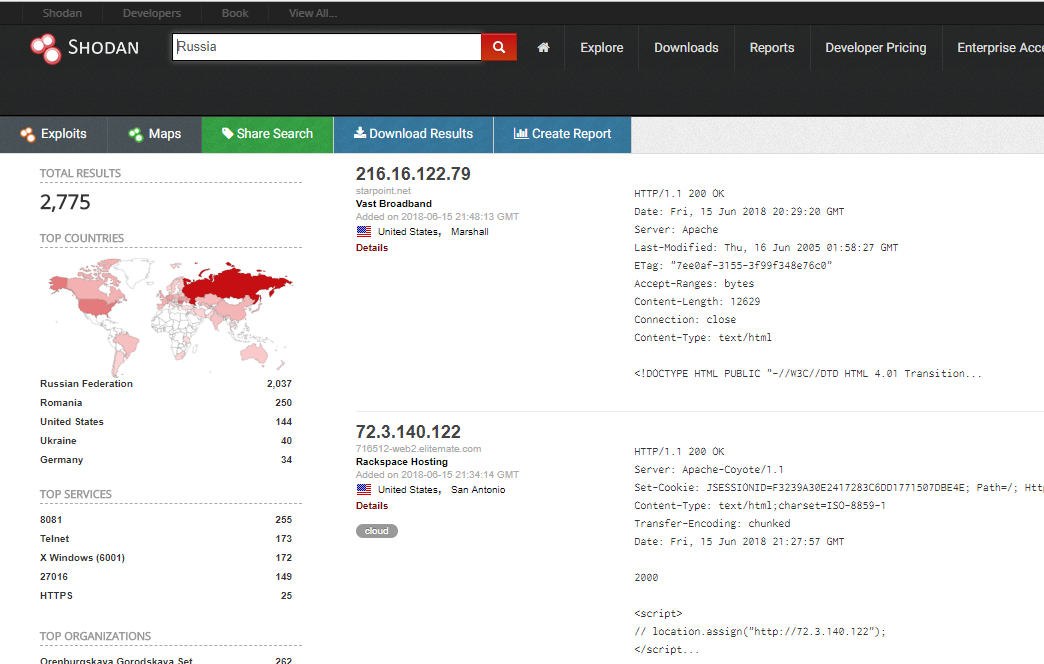 Shodan Developers Book View All...
SHODAN Russia Explore Downloads Reports Developer Pricing Enterprise Acce
Exploits Maps Share Search Download Results Create Report
TOTAL RESULTS
2,775
TOP COUNTRIES
Russian Federation 2,037
Romania 250
United States 144
Ukraine 40
Germany 34
TOP SERVICES
8081 255
Telnet 173
X Windows (6001) 172
27016 149
HTTPS 25
TOP ORGANIZATIONS
Orenburgskaya Gorodskaya Set 262
216.16.122.79
starpoint.net
Vast Broadband
Added on 2018-06-15 21:48:13 GMT
United States, Marshall
Details
HTTP/1.1 200 OK
Date: Fri, 15 Jun 2018 20:29:20 GMT
Server: Apache
Last-Modified: Thu, 16 Jun 2005 01:58:27 GMT
ETag: "7ee0af-3155-3f99f348e76c0"
Accept-Ranges: bytes
Content-Length: 12629
Connection: close
Content-Type: text/html
<!DOCTYPE HTML PUBLIC "-//W3C//DTD HTML 4.01 Transition...
72.3.140.122
716512-web2.elitemate.com
Rackspace Hosting
Added on 2018-06-15 21:34:14 GMT
United States, San Antonio
Details
cloud
HTTP/1.1 200 OK
Server: Apache-Coyote/1.1
Set-Cookie: JSESSIONID=F3239A30E2417283C6DD1771507DBE4E; Path=/; Htt
Content-Type: text/html;charset=ISO-8859-1
Transfer-Encoding: chunked
Date: Fri, 15 Jun 2018 21:27:57 GMT
2000
<script>
// location.assign("http://72.3.140.122");
</script...